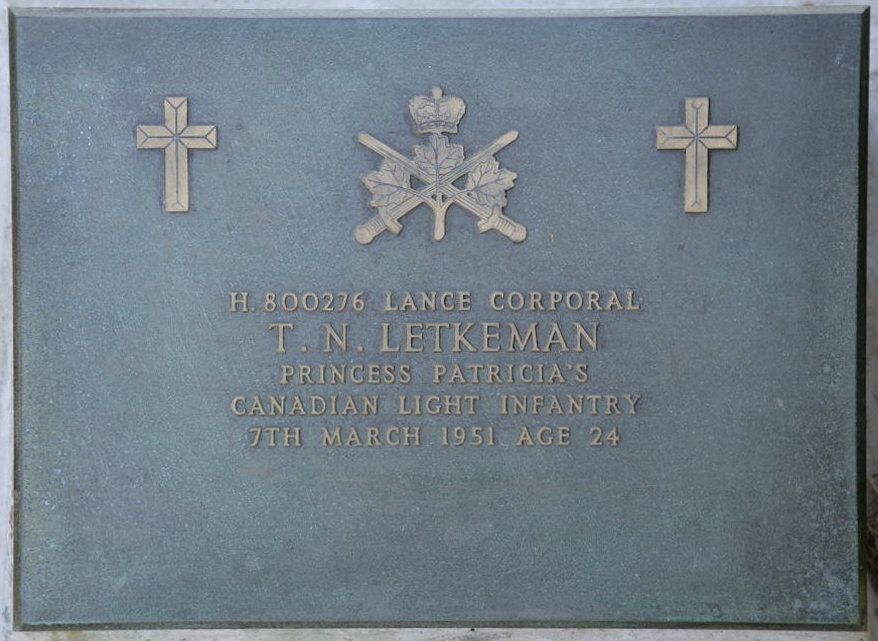 H. 800276 LANCE CORPORAL
T. N. LETKEMAN
PRINCESS PATRICIA'S
CANADIAN LIGHT INFANTRY
7TH MARCH 1951 AGE 24